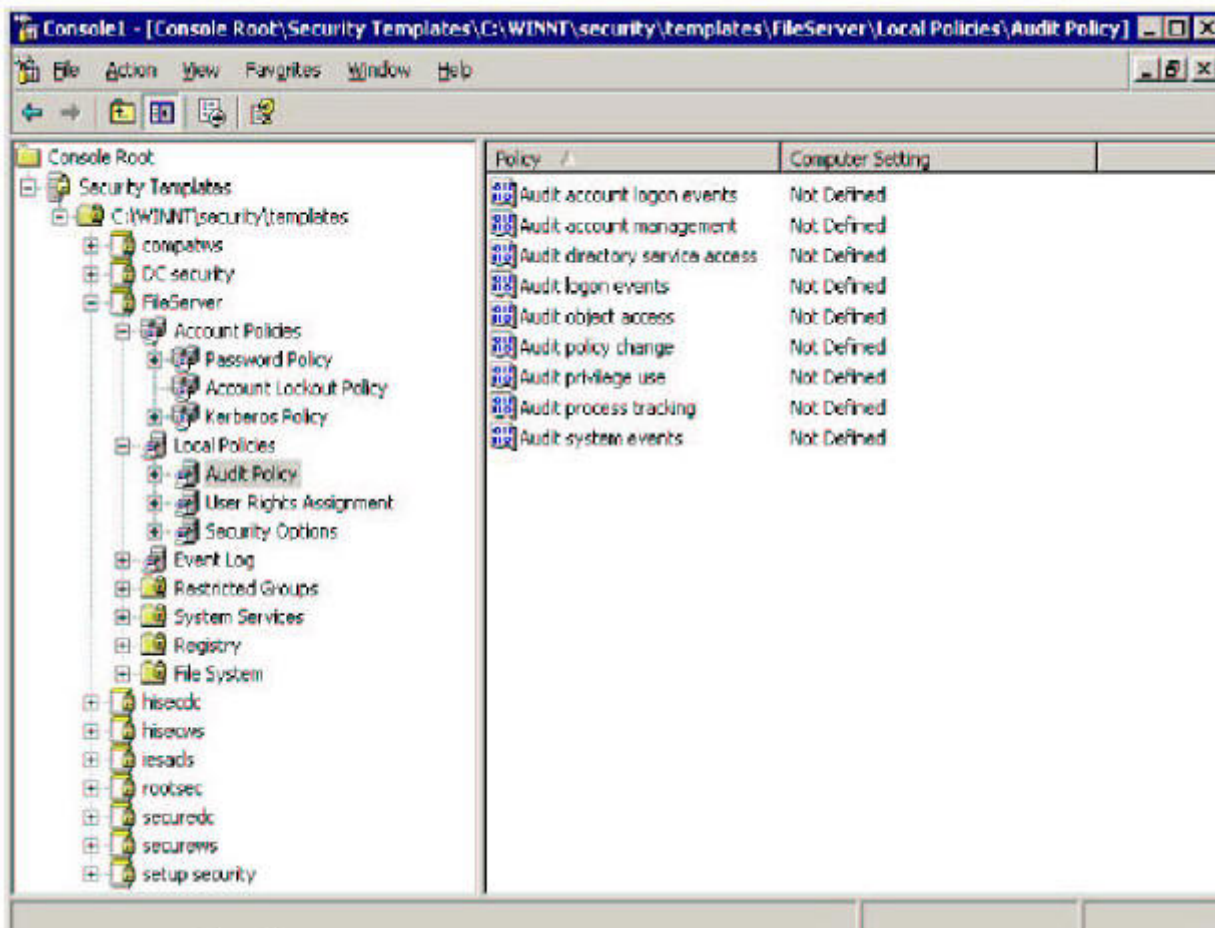 Console1 - [Console Root\Security Templates\C:\WINNT\security\templates\FileServer\Local Policies\Audit Policy]
File Action View Favorites Window Help
Console Root
Security Templates
C:\WINNT\security\templates
compatws
DC security
FileServer
Account Policies
Password Policy
Account Lockout Policy
Kerberos Policy
Local Policies
Audit Policy
User Rights Assignment
Security Options
Event Log
Restricted Groups
System Services
Registry
File System
hisecdc
hisecws
iesads
rootsec
securedc
securews
setup security
Policy Computer Setting
Audit account logon events Not Defined
Audit account management Not Defined
Audit directory service access Not Defined
Audit logon events Not Defined
Audit object access Not Defined
Audit policy change Not Defined
Audit privilege use Not Defined
Audit process tracking Not Defined
Audit system events Not Defined